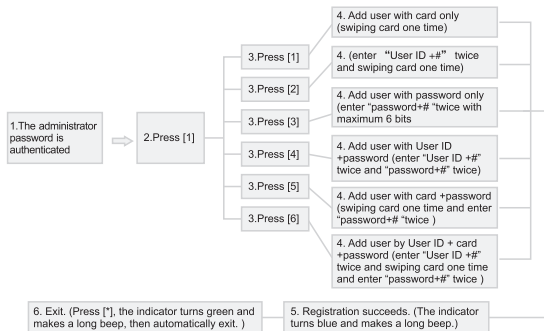 1.The administrator
password is
authenticated
2.Press [1]
3.Press [1]
3.Press [2]
3.Press [3]
3.Press [4]
3.Press [5]
3.Press [6]
4. Add user with card only
(swiping card one time)
4. (enter “User ID +#” twice
and swiping card one time)
4. Add user with password only
(enter “password+# “twice with
maximum 6 bits
4. Add user with User ID
+password (enter “User ID +#”
twice and “password+#” twice)
4. Add user with card +password
(swiping card one time and enter
“password+# “twice )
4. Add user by User ID + card
+password (enter “User ID +#”
twice and swiping card one time
and enter “password+#” twice )
5. Registration succeeds. (The indicator
turns blue and makes a long beep.)
6. Exit. (Press [*], the indicator turns green and
makes a long beep, then automatically exit. )